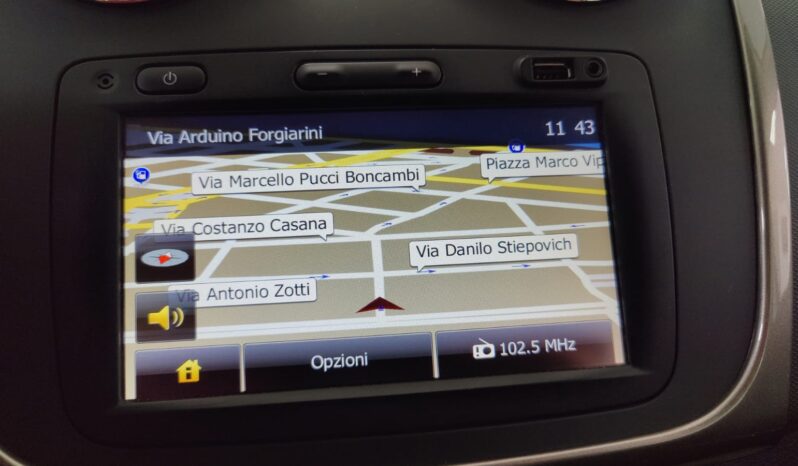 − +
Via Arduino Forgiarini 11 43
Piazza Marco Vip
Via Marcello Pucci Boncambi
Via Costanzo Casana
Via Danilo Stiepovich
Via Antonio Zotti
Opzioni 102.5 MHz